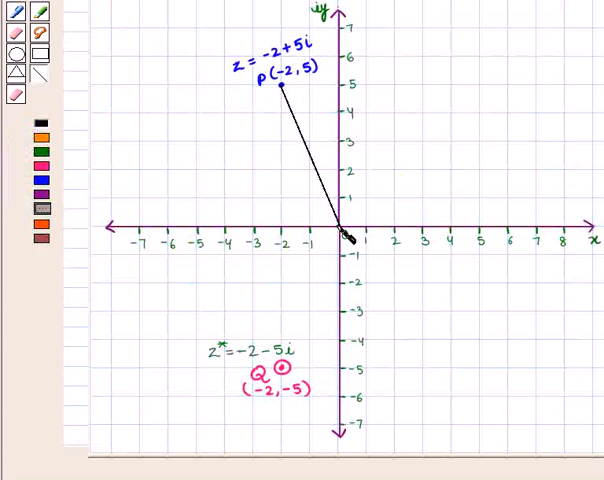 iy
7
6
z = -2+5i
P(-2,5)
5
4
3
2
1
-7 -6 -5 -4 -3 -2 -1 1 2 3 4 5 6 7 8 x
-1
-2
-3
-4
z* = -2-5i
Q
-5
(-2,-5)
-6
-7